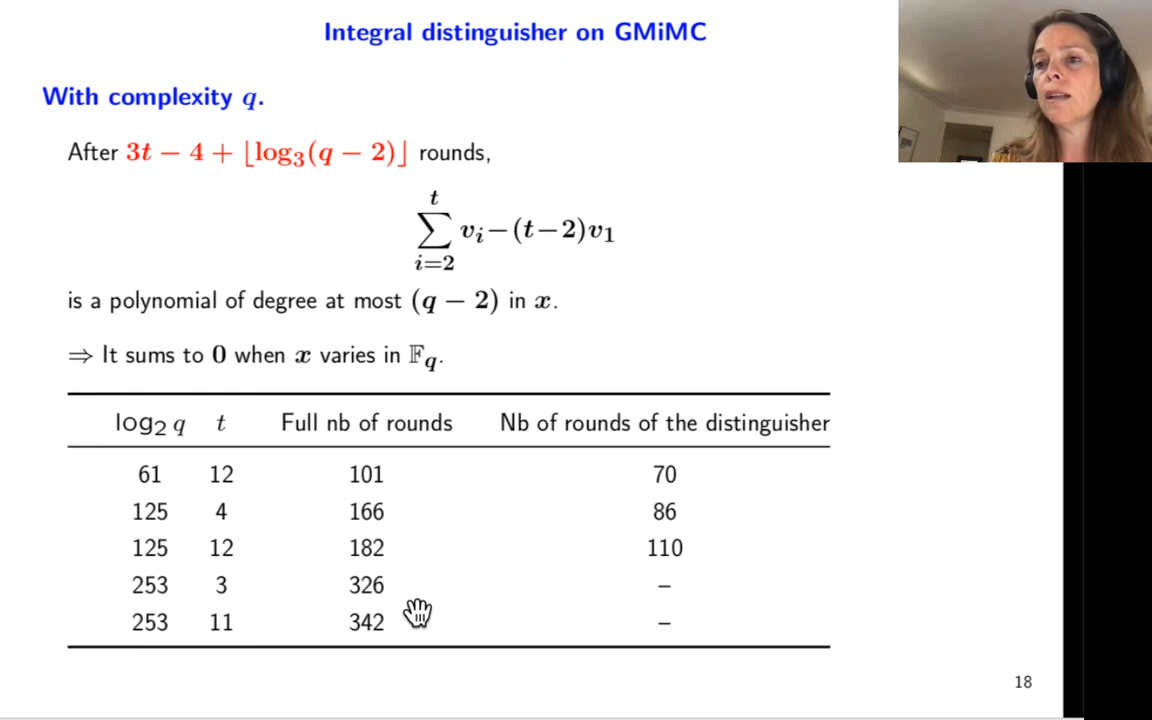 Integral distinguisher on GMiMC
With complexity q.
After 3t − 4 + ⌊log₃(q − 2)⌋ rounds,
t
∑ vᵢ−(t−2)v₁
i=2
is a polynomial of degree at most (q − 2) in x.
⇒ It sums to 0 when x varies in 𝔽q.
log₂ q t Full nb of rounds Nb of rounds of the distinguisher
61 12 101 70
125 4 166 86
125 12 182 110
253 3 326 –
253 11 342 –
18